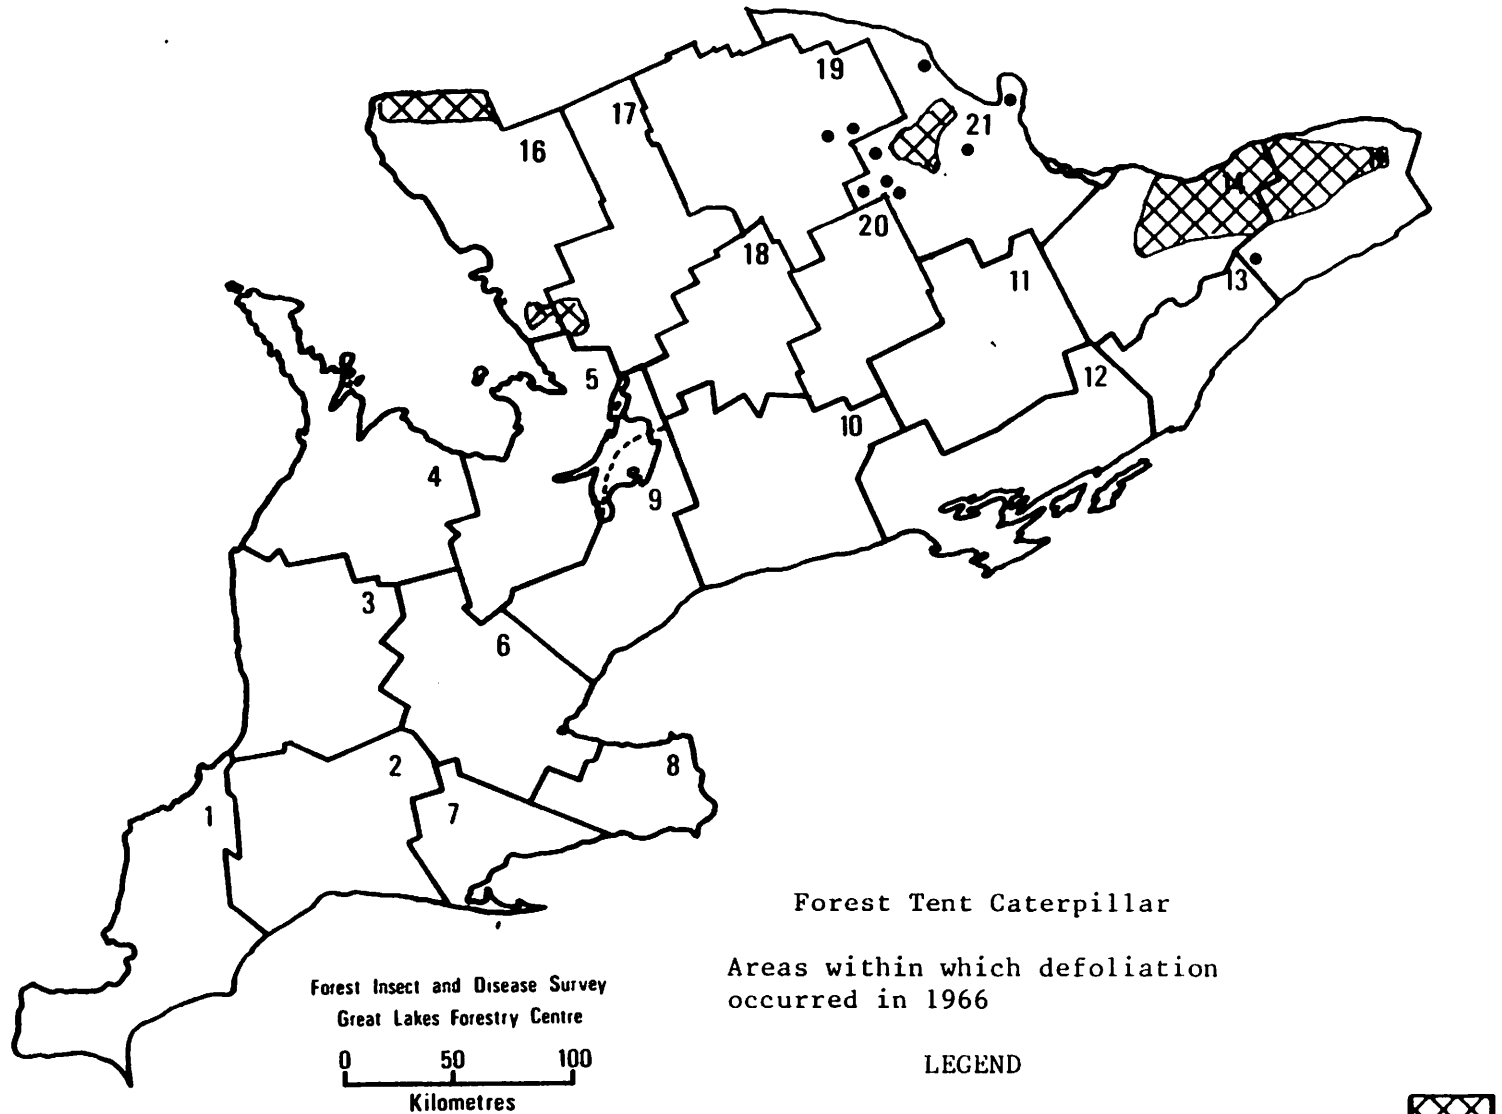 19
17
21
16
14
15
20
18
11
13
5
12
10
4
9
3
6
2
8
1
7
Forest Tent Caterpillar
Areas within which defoliation
occurred in 1966
Forest Insect and Disease Survey
Great Lakes Forestry Centre
0 50 100
Kilometres
LEGEND